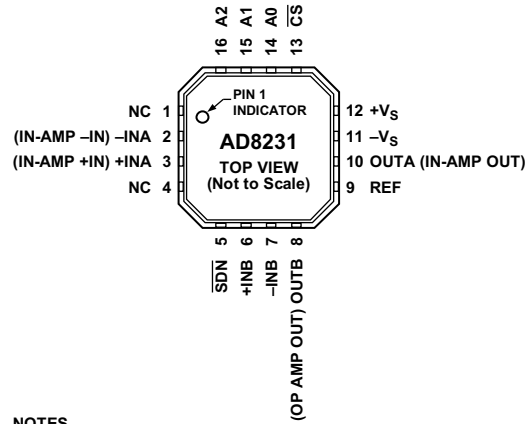 16 A2
15 A1
14 A0
13 C̅S̅
PIN 1
INDICATOR
NC 1
(IN-AMP –IN) –INA 2
(IN-AMP +IN) +INA 3
NC 4
AD8231
TOP VIEW
(Not to Scale)
12 +VS
11 –VS
10 OUTA (IN-AMP OUT)
9 REF
S̅D̅N̅ 5
+INB 6
–INB 7
(OP AMP OUT) OUTB 8
NOTES